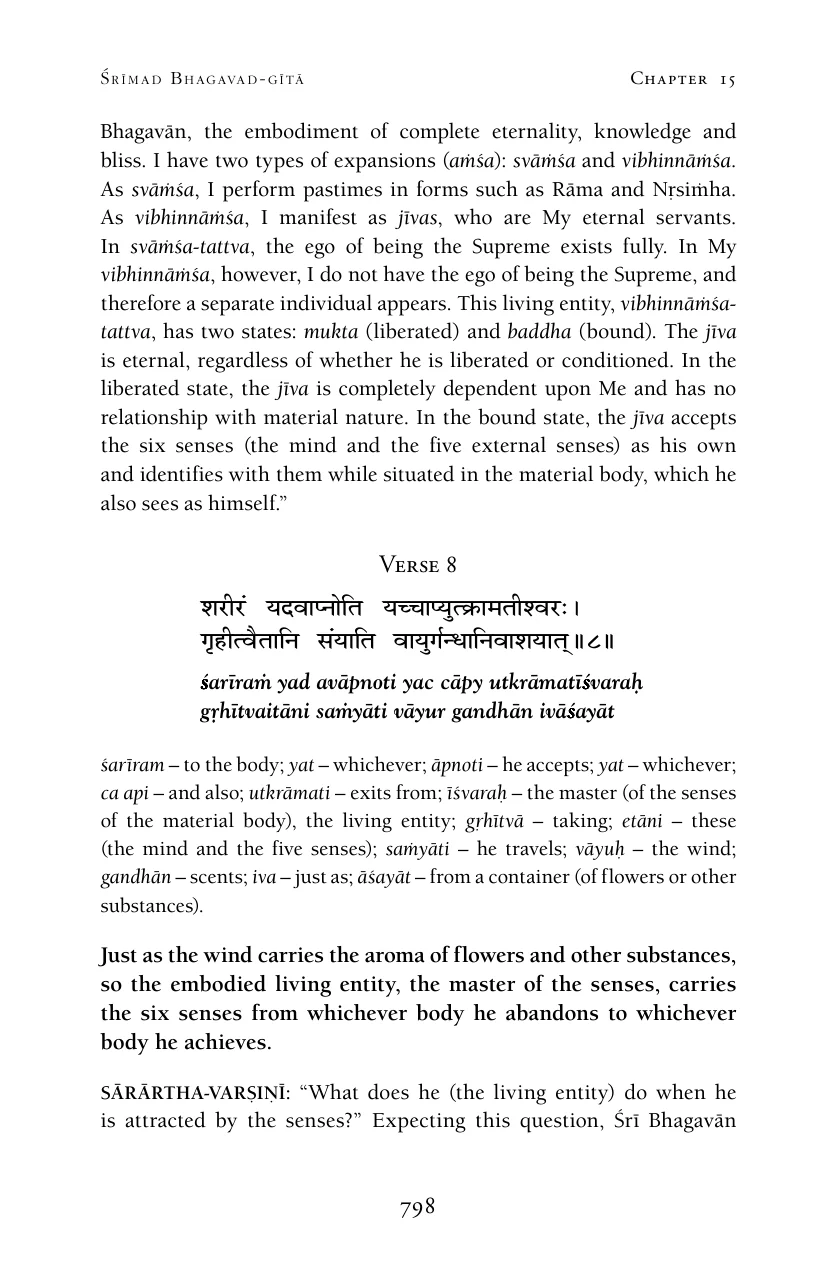 Śrīmad Bhagavad-gītā Chapter 15
Bhagavān, the embodiment of complete eternality, knowledge and
bliss. I have two types of expansions (aṁśa): svāṁśa and vibhinnāṁśa.
As svāṁśa, I perform pastimes in forms such as Rāma and Nṛsiṁha.
As vibhinnāṁśa, I manifest as jīvas, who are My eternal servants.
In svāṁśa-tattva, the ego of being the Supreme exists fully. In My
vibhinnāṁśa, however, I do not have the ego of being the Supreme, and
therefore a separate individual appears. This living entity, vibhinnāṁśa-
tattva, has two states: mukta (liberated) and baddha (bound). The jīva
is eternal, regardless of whether he is liberated or conditioned. In the
liberated state, the jīva is completely dependent upon Me and has no
relationship with material nature. In the bound state, the jīva accepts
the six senses (the mind and the five external senses) as his own
and identifies with them while situated in the material body, which he
also sees as himself.”
Verse 8
शरीरं यदवाप्नोति यच्चाप्युत्क्रामतीश्वरः।
गृहीत्वैतानि संयाति वायुर्गन्धानिवाशयात्॥८॥
śarīraṁ yad avāpnoti yac cāpy utkrāmatīśvaraḥ
gṛhītvaitāni saṁyāti vāyur gandhān ivāśayāt
śarīram – to the body; yat – whichever; āpnoti – he accepts; yat – whichever;
ca api – and also; utkrāmati – exits from; īśvaraḥ – the master (of the senses
of the material body), the living entity; gṛhītvā – taking; etāni – these
(the mind and the five senses); saṁyāti – he travels; vāyuḥ – the wind;
gandhān – scents; iva – just as; āśayāt – from a container (of flowers or other
substances).
Just as the wind carries the aroma of flowers and other substances,
so the embodied living entity, the master of the senses, carries
the six senses from whichever body he abandons to whichever
body he achieves.
SĀRĀRTHA-VARṢIṆĪ: “What does he (the living entity) do when he
is attracted by the senses?” Expecting this question, Śrī Bhagavān
798